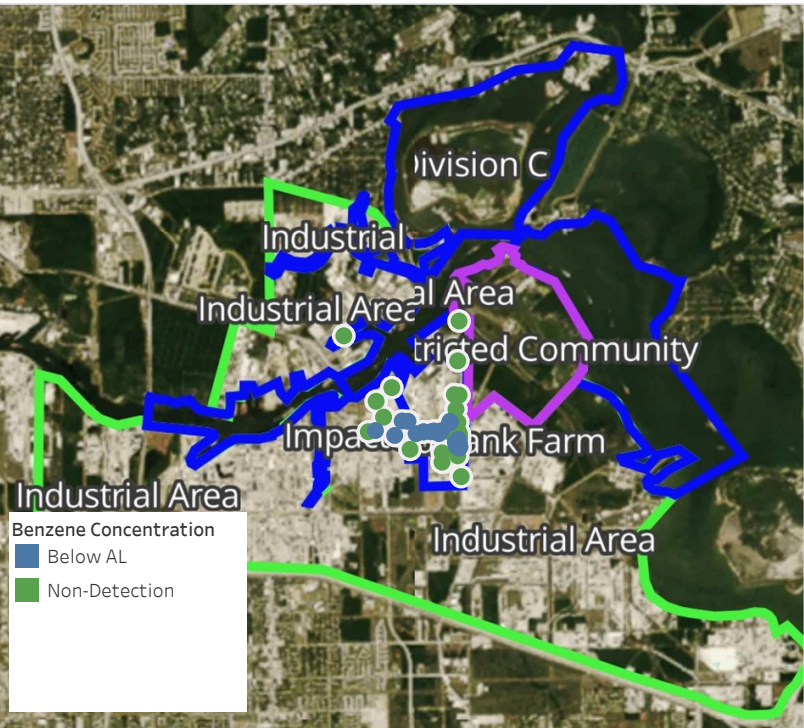 Division C
Industrial
al Area
Industrial Area
tricted Community
Impac
ank Farm
Industrial Area
Industrial Area
Benzene Concentration
Below AL
Non-Detection